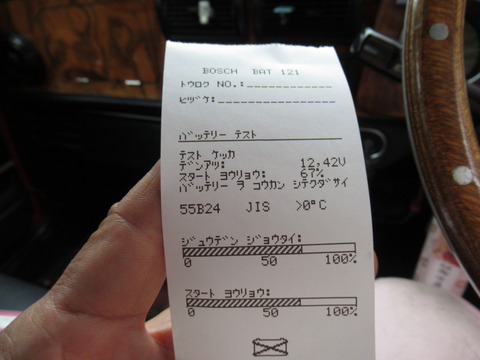 BOSCH BAT 121
トウロク NO.:____________
ヒヅケ:________________
バッテリー テスト
テスト ケッカ
デンアツ: 12,42V
スタート ヨウリョウ: 67%
バッテリー ヲ コウカン シテクダサイ
55B24 JIS >0°C
ジュウデン ジョウタイ:
0 50 100%
スタート ヨウリョウ:
0 50 100%